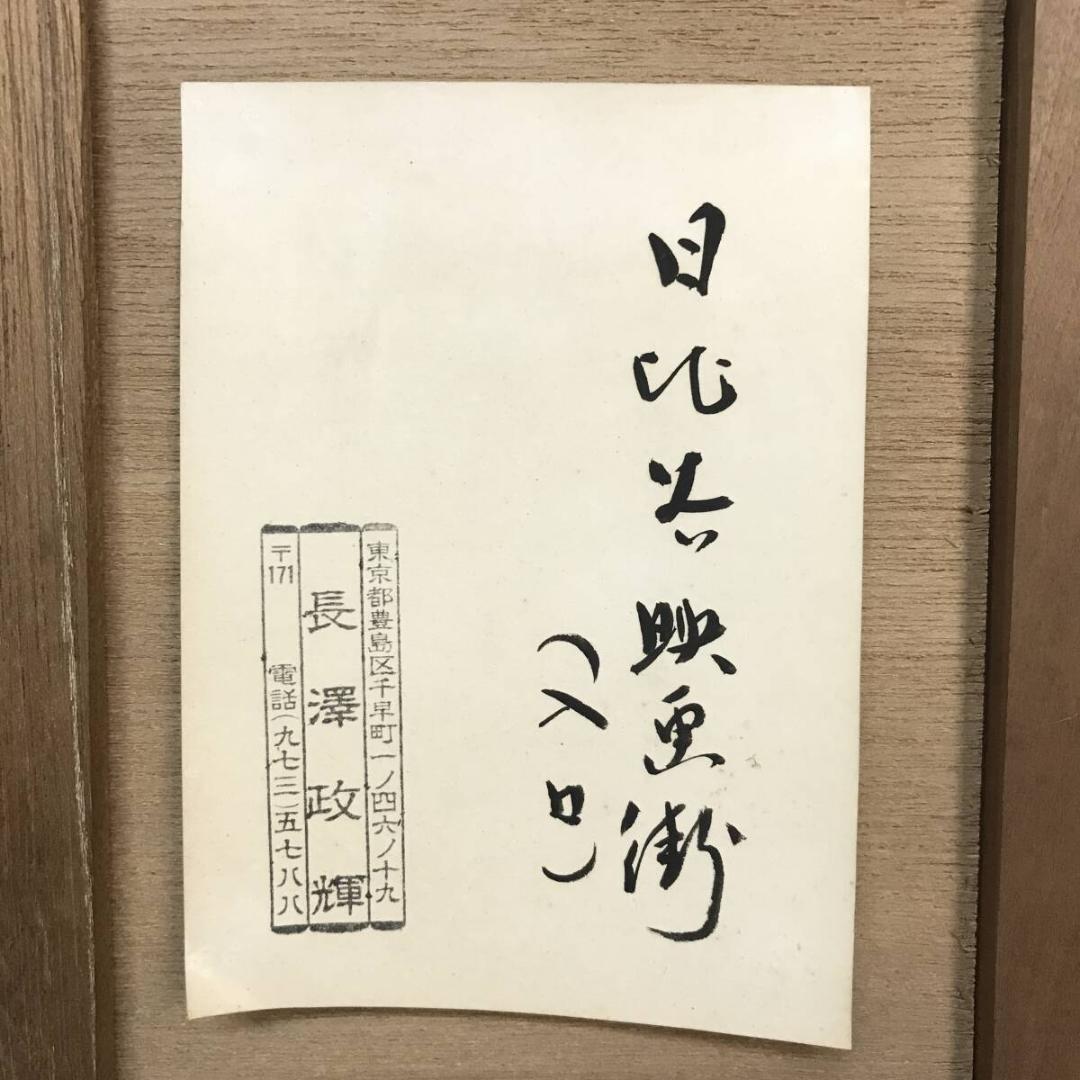 日比谷映画街
（入口）
東京都豊島区千早町一ノ四六ノ十九
長澤政輝
〒171 電話（九七三）五七八八